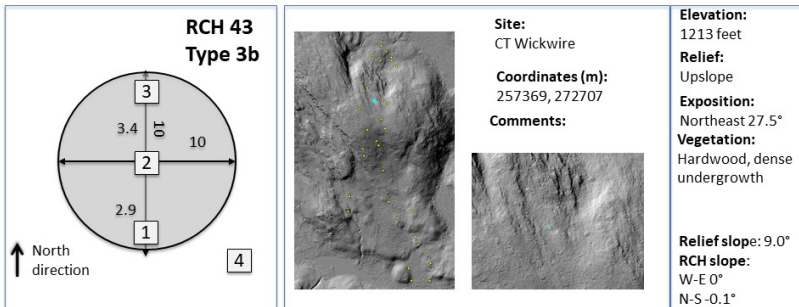 RCH 43
Type 3b
3
3.4
10
10
2
2.9
1
North
direction
4
Site:
CT Wickwire
Coordinates (m):
257369, 272707
Comments:
Elevation:
1213 feet
Relief:
Upslope
Exposition:
Northeast 27.5°
Vegetation:
Hardwood, dense
undergrowth
Relief slope: 9.0°
RCH slope:
W-E 0°
N-S -0.1°